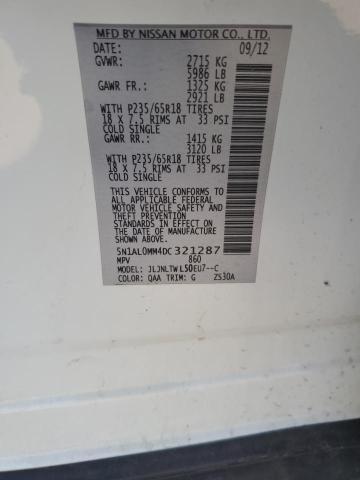 MFD BY NISSAN MOTOR CO., LTD.
DATE: 09/12
GVWR: 2715 KG
5986 LB
GAWR FR.: 1325 KG
2921 LB
WITH P235/65R18 TIRES
18 X 7.5 RIMS AT 33 PSI
COLD SINGLE
GAWR RR.: 1415 KG
3120 LB
WITH P235/65R18 TIRES
18 X 7.5 RIMS AT 33 PSI
COLD SINGLE
THIS VEHICLE CONFORMS TO
ALL APPLICABLE FEDERAL
MOTOR VEHICLE SAFETY AND
STANDARDS IN EFFECT ON THE
DATE OF MANUFACTURE SHOWN
ABOVE.
5N1AL0MM4DC321287
MPV 860
MODEL: JLJNLTWL50EU7--C
COLOR: QAA TRIM: G Z530A